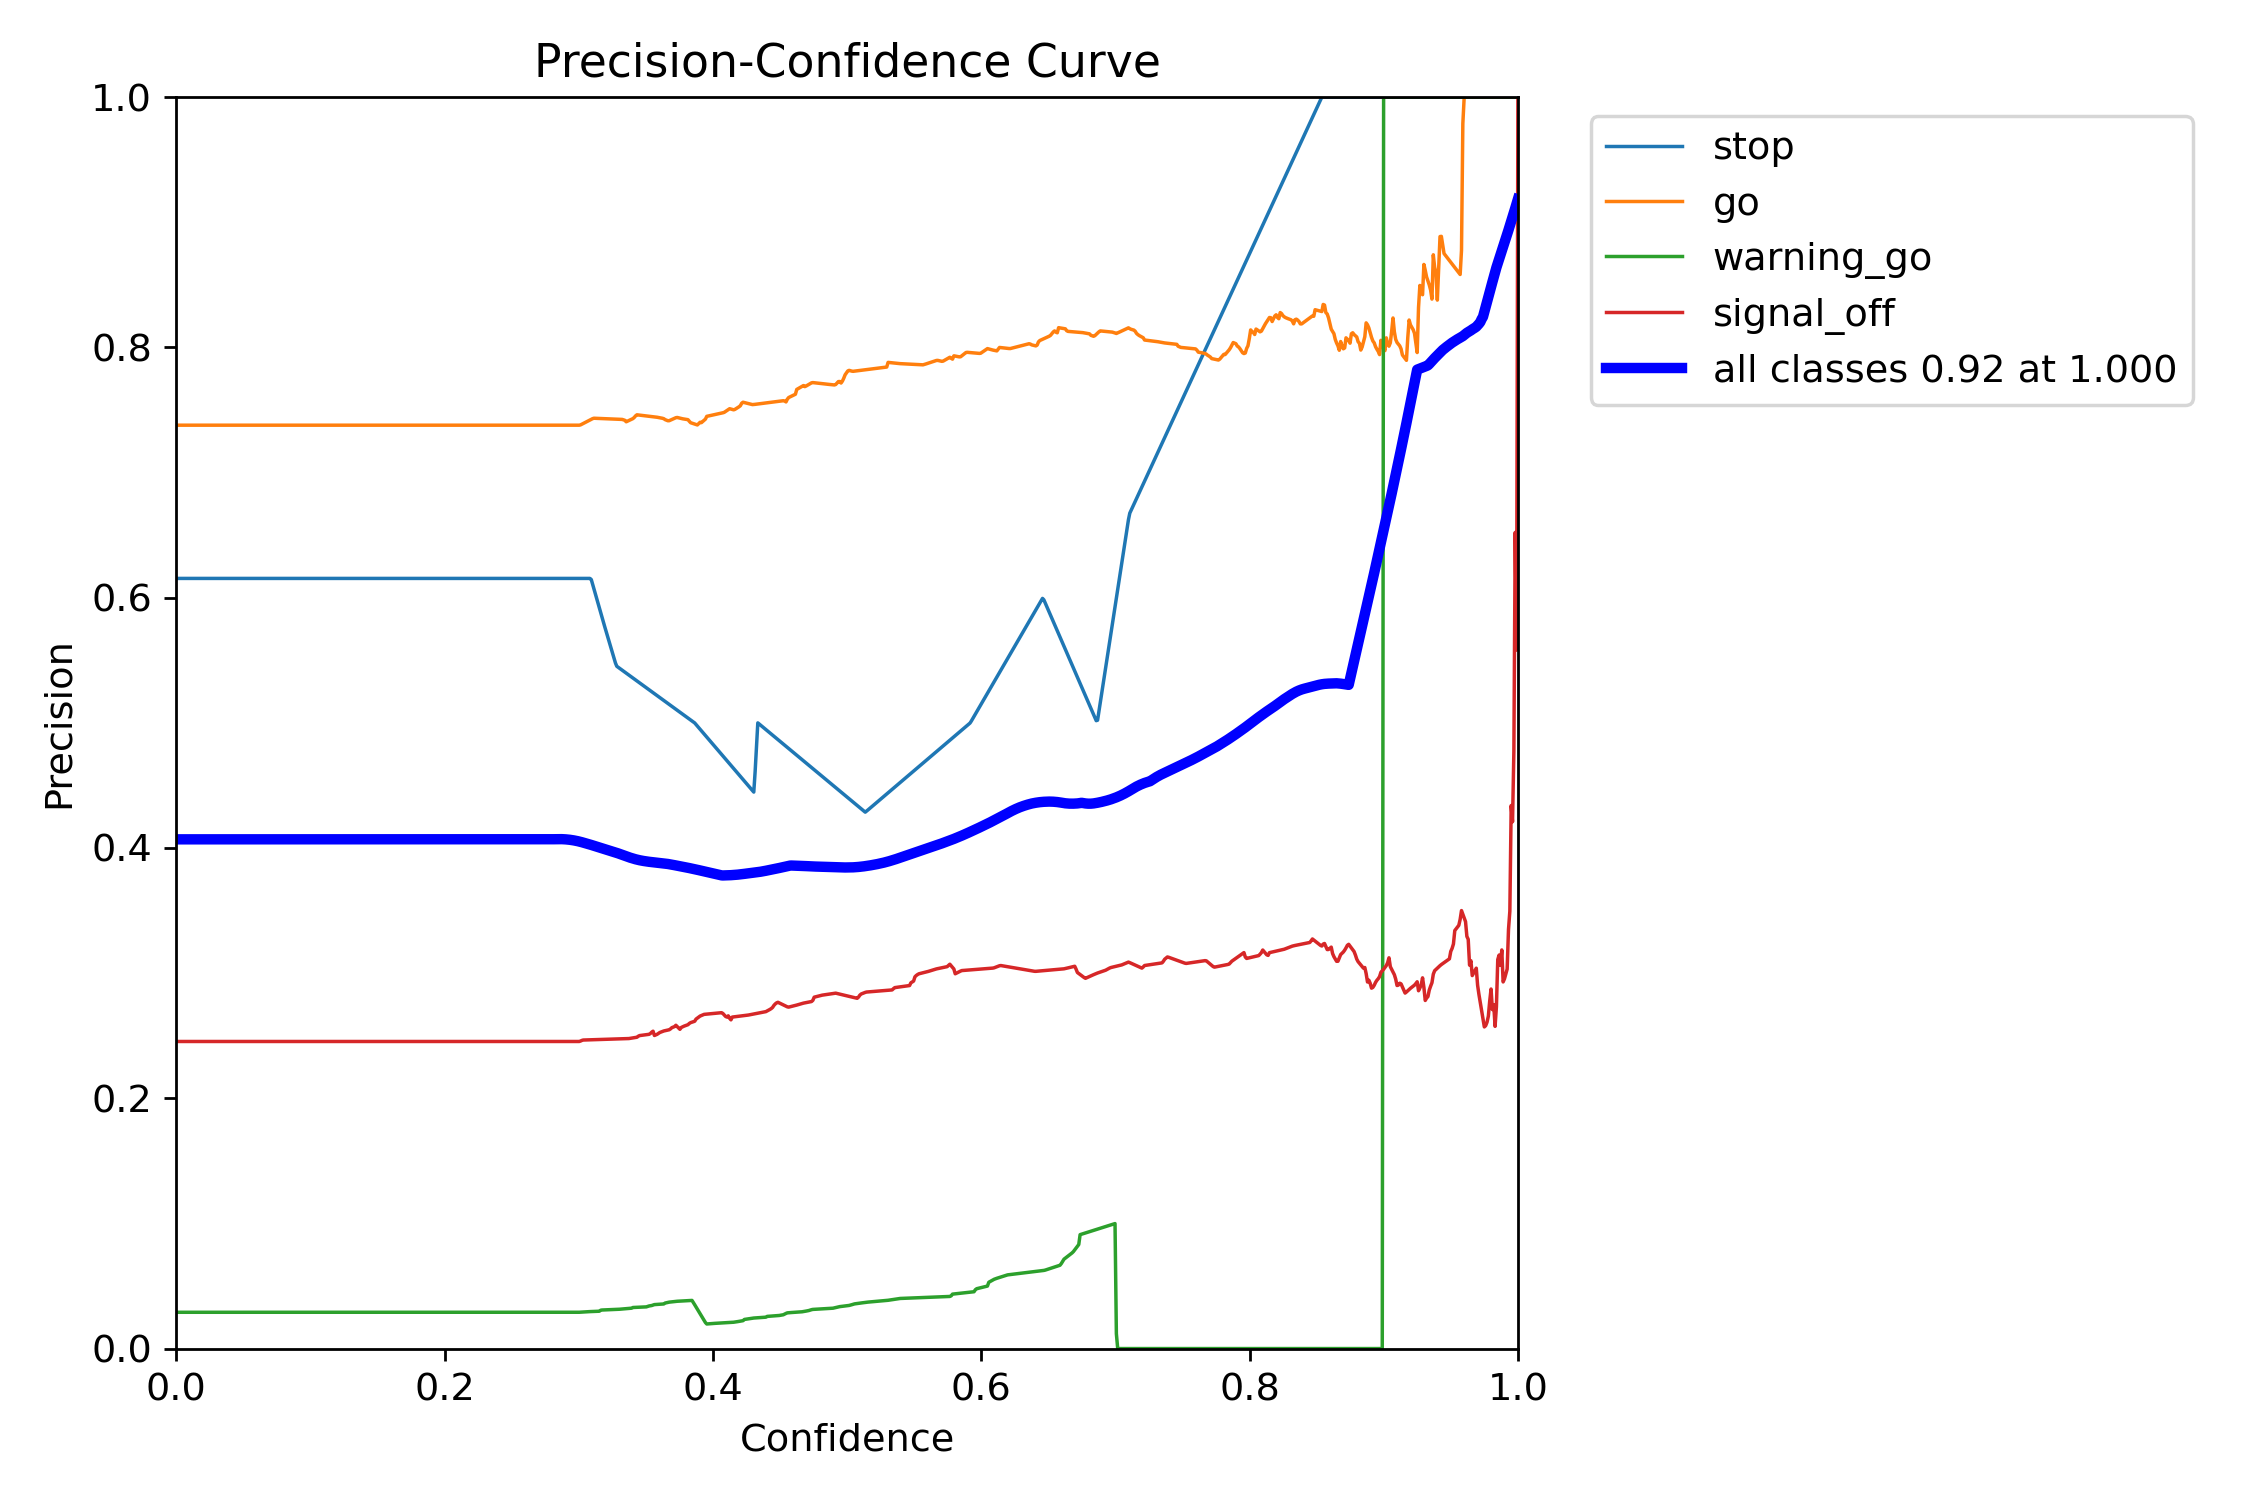 Precision-Confidence Curve
1.0
0.8
0.6
0.4
0.2
0.0
Precision
0.0 0.2 0.4 0.6 0.8 1.0
Confidence
stop
go
warning_go
signal_off
all classes 0.92 at 1.000